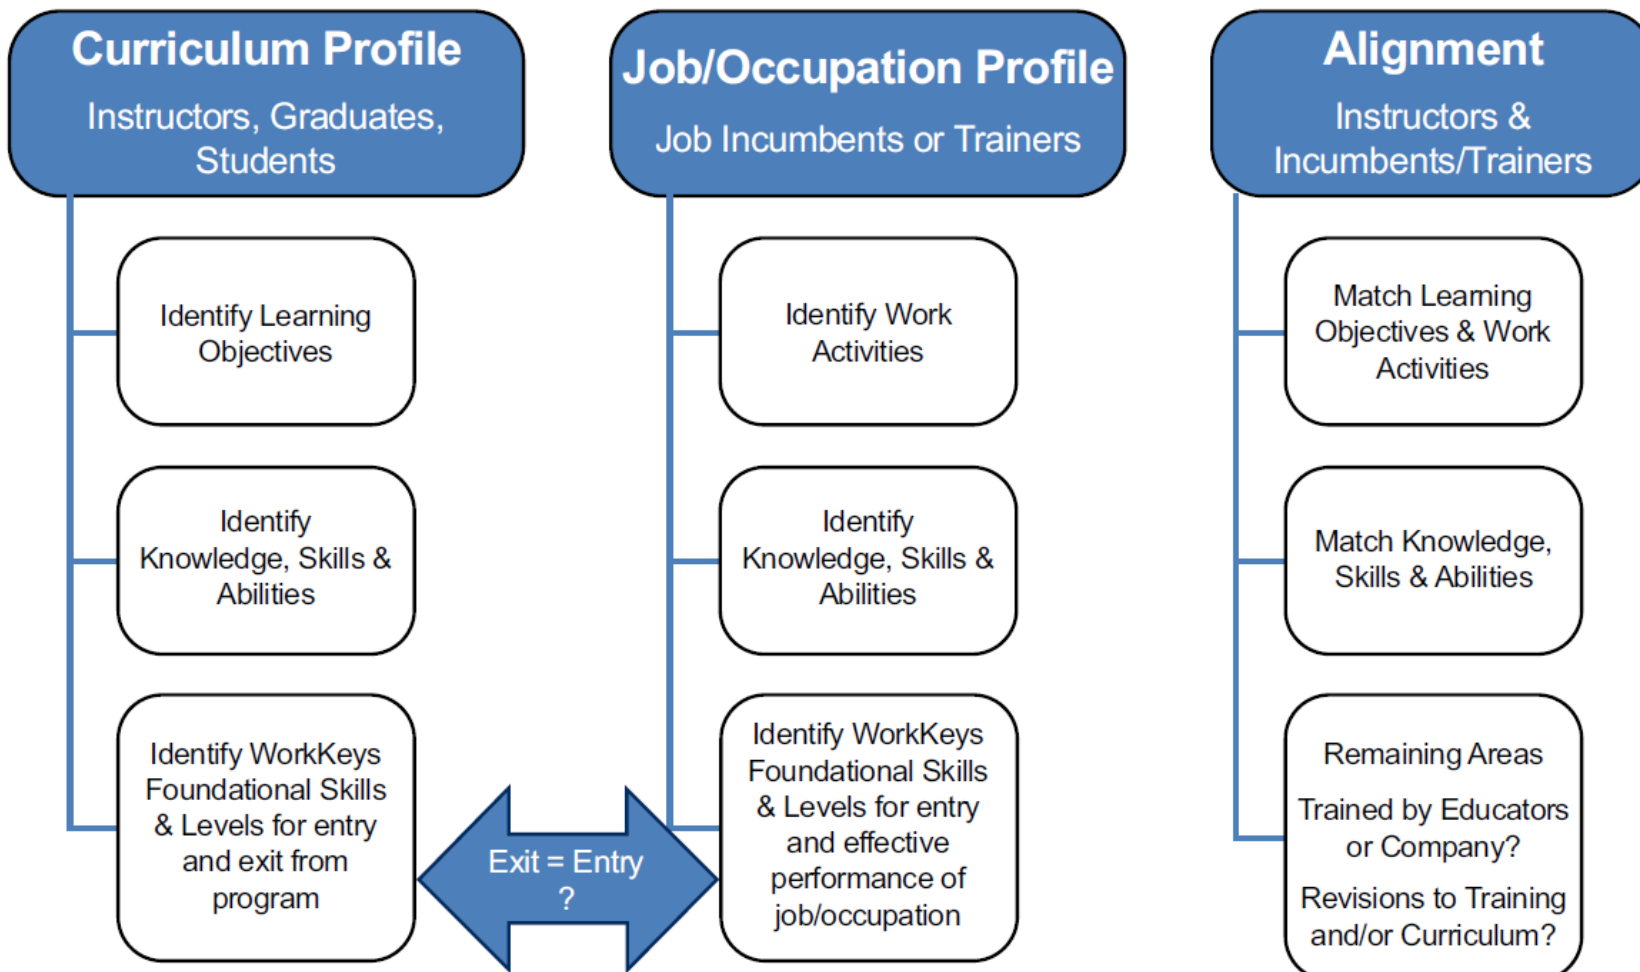 Curriculum Profile
Instructors, Graduates,
Students
Identify Learning
Objectives
Identify
Knowledge, Skills &
Abilities
Identify WorkKeys
Foundational Skills
& Levels for entry
and exit from
program
Exit = Entry
?
Job/Occupation Profile
Job Incumbents or Trainers
Identify Work
Activities
Identify
Knowledge, Skills &
Abilities
Identify WorkKeys
Foundational Skills
& Levels for entry
and effective
performance of
job/occupation
Alignment
Instructors &
Incumbents/Trainers
Match Learning
Objectives & Work
Activities
Match Knowledge,
Skills & Abilities
Remaining Areas
Trained by Educators
or Company?
Revisions to Training
and/or Curriculum?